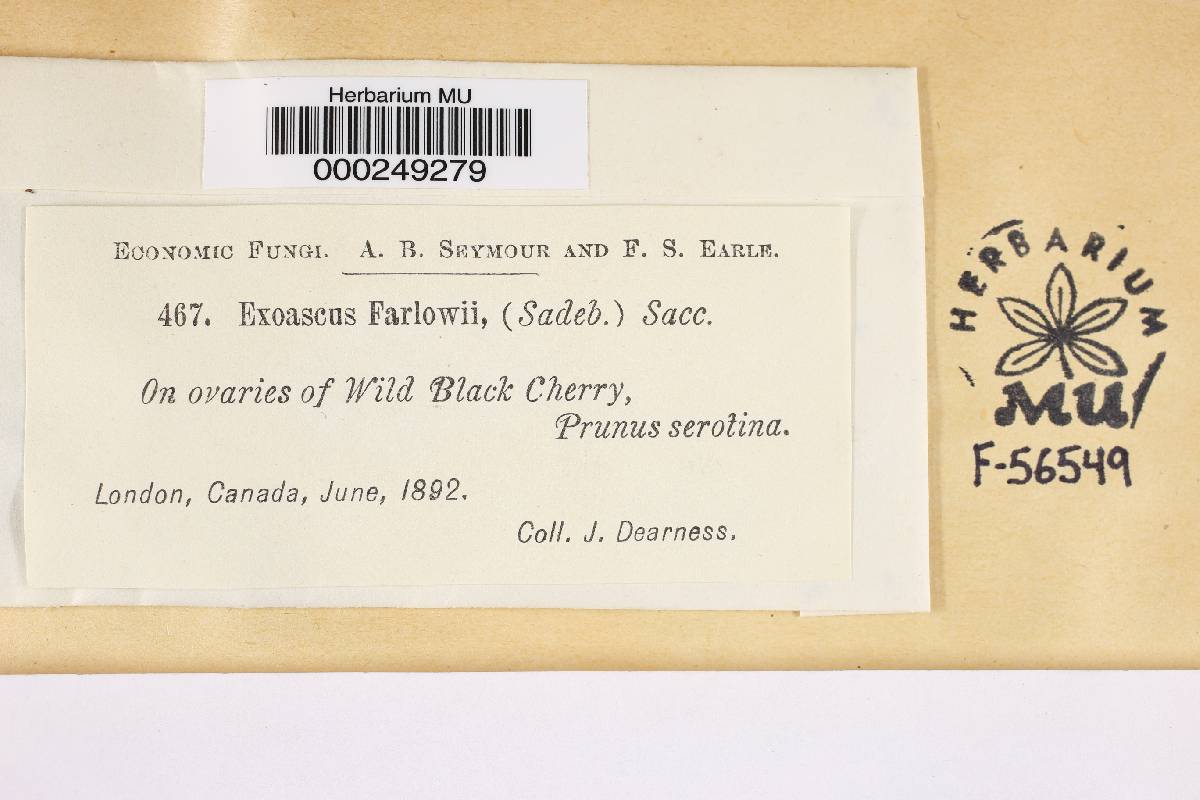 Herbarium MU
000249279
ECONOMIC FUNGI. A. B. SEYMOUR AND F. S. EARLE.
467. Exoascus Farlowii, (Sadeb.) Sacc.
On ovaries of Wild Black Cherry,
Prunus serotina.
London, Canada, June, 1892.
Coll. J. Dearness.
HERBARIUM
MU
F-56549